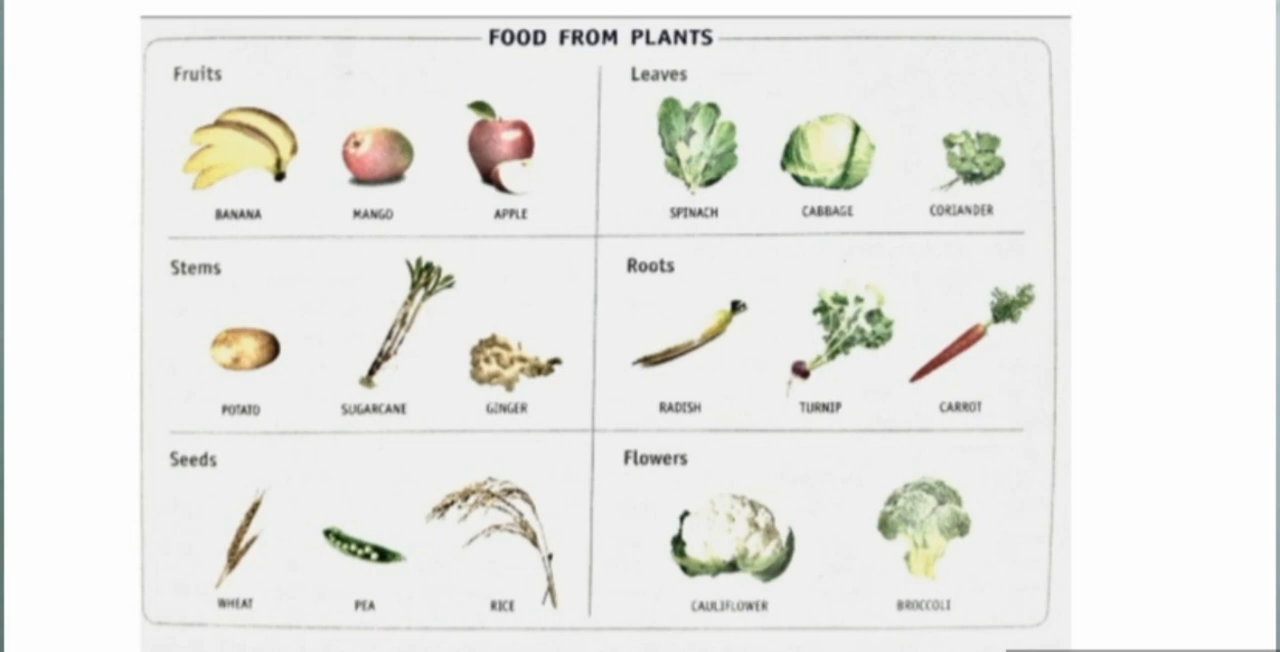 FOOD FROM PLANTS
Fruits
BANANA MANGO APPLE
Leaves
SPINACH CABBAGE CORIANDER
Stems
POTATO SUGARCANE GINGER
Roots
RADISH TURNIP CARROT
Seeds
WHEAT PEA RICE
Flowers
CAULIFLOWER BROCCOLI